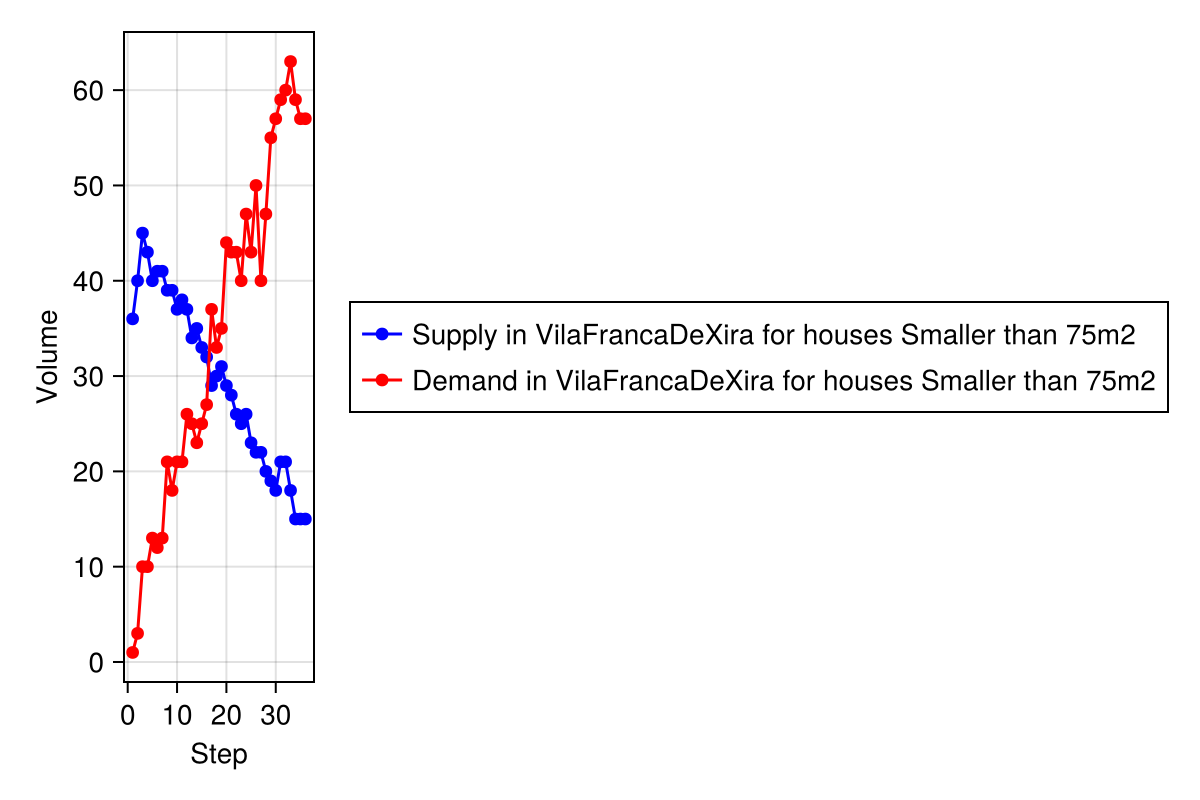 60
50
40
30
20
10
0
Volume
0 10 20 30
Step
Supply in VilaFrancaDeXira for houses Smaller than 75m2
Demand in VilaFrancaDeXira for houses Smaller than 75m2